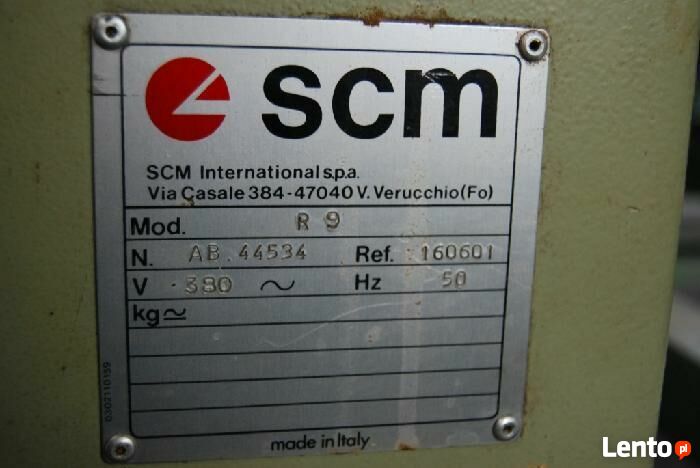 scm
SCM International s.p.a.
Via Casale 384-47040 V. Verucchio (Fo)
Mod. R 9
N. AB.44534 Ref. 160601
V 380 ~ Hz 50
kg≃
0302110159
made in Italy
Lento.pl